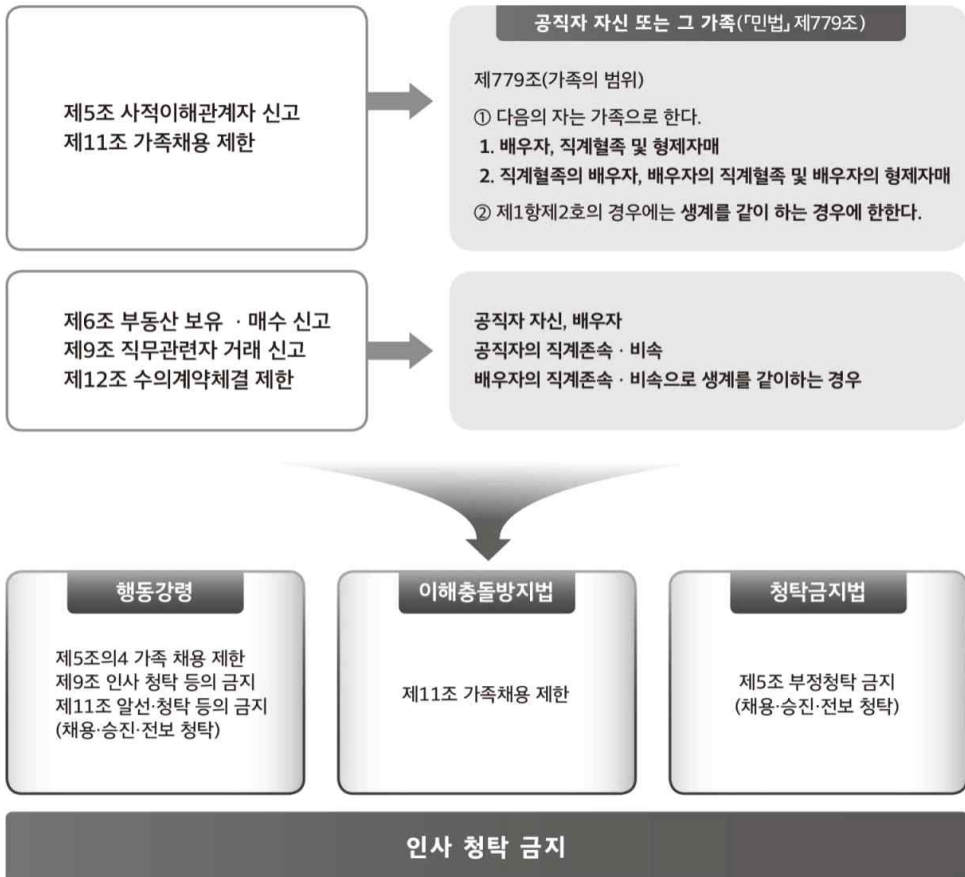 제5조 사적이해관계자 신고
제11조 가족채용 제한
공직자 자신 또는 그 가족(「민법」 제779조)
제779조(가족의 범위)
① 다음의 자는 가족으로 한다.
1. 배우자, 직계혈족 및 형제자매
2. 직계혈족의 배우자, 배우자의 직계혈족 및 배우자의 형제자매
② 제1항제2호의 경우에는 생계를 같이 하는 경우에 한한다.
제6조 부동산 보유 · 매수 신고
제9조 직무관련자 거래 신고
제12조 수의계약체결 제한
공직자 자신, 배우자
공직자의 직계존속 · 비속
배우자의 직계존속 · 비속으로 생계를 같이하는 경우
행동강령
제5조의4 가족 채용 제한
제9조 인사 청탁 등의 금지
제11조 알선·청탁 등의 금지
(채용·승진·전보 청탁)
이해충돌방지법
제11조 가족채용 제한
청탁금지법
제5조 부정청탁 금지
(채용·승진·전보 청탁)
인사 청탁 금지